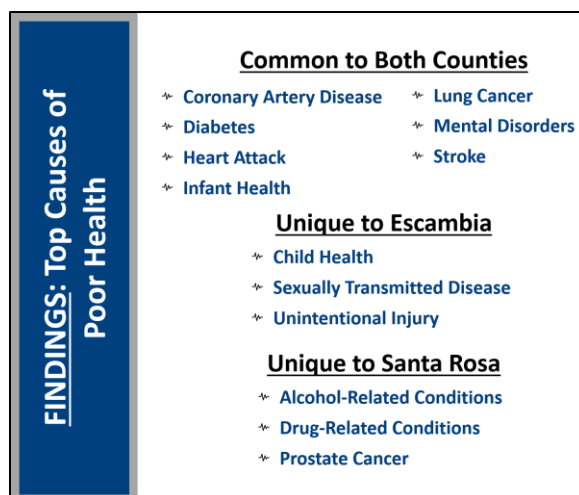 FINDINGS: Top Causes of
Poor Health
Common to Both Counties
Coronary Artery Disease
Diabetes
Heart Attack
Infant Health
Lung Cancer
Mental Disorders
Stroke
Unique to Escambia
Child Health
Sexually Transmitted Disease
Unintentional Injury
Unique to Santa Rosa
Alcohol-Related Conditions
Drug-Related Conditions
Prostate Cancer